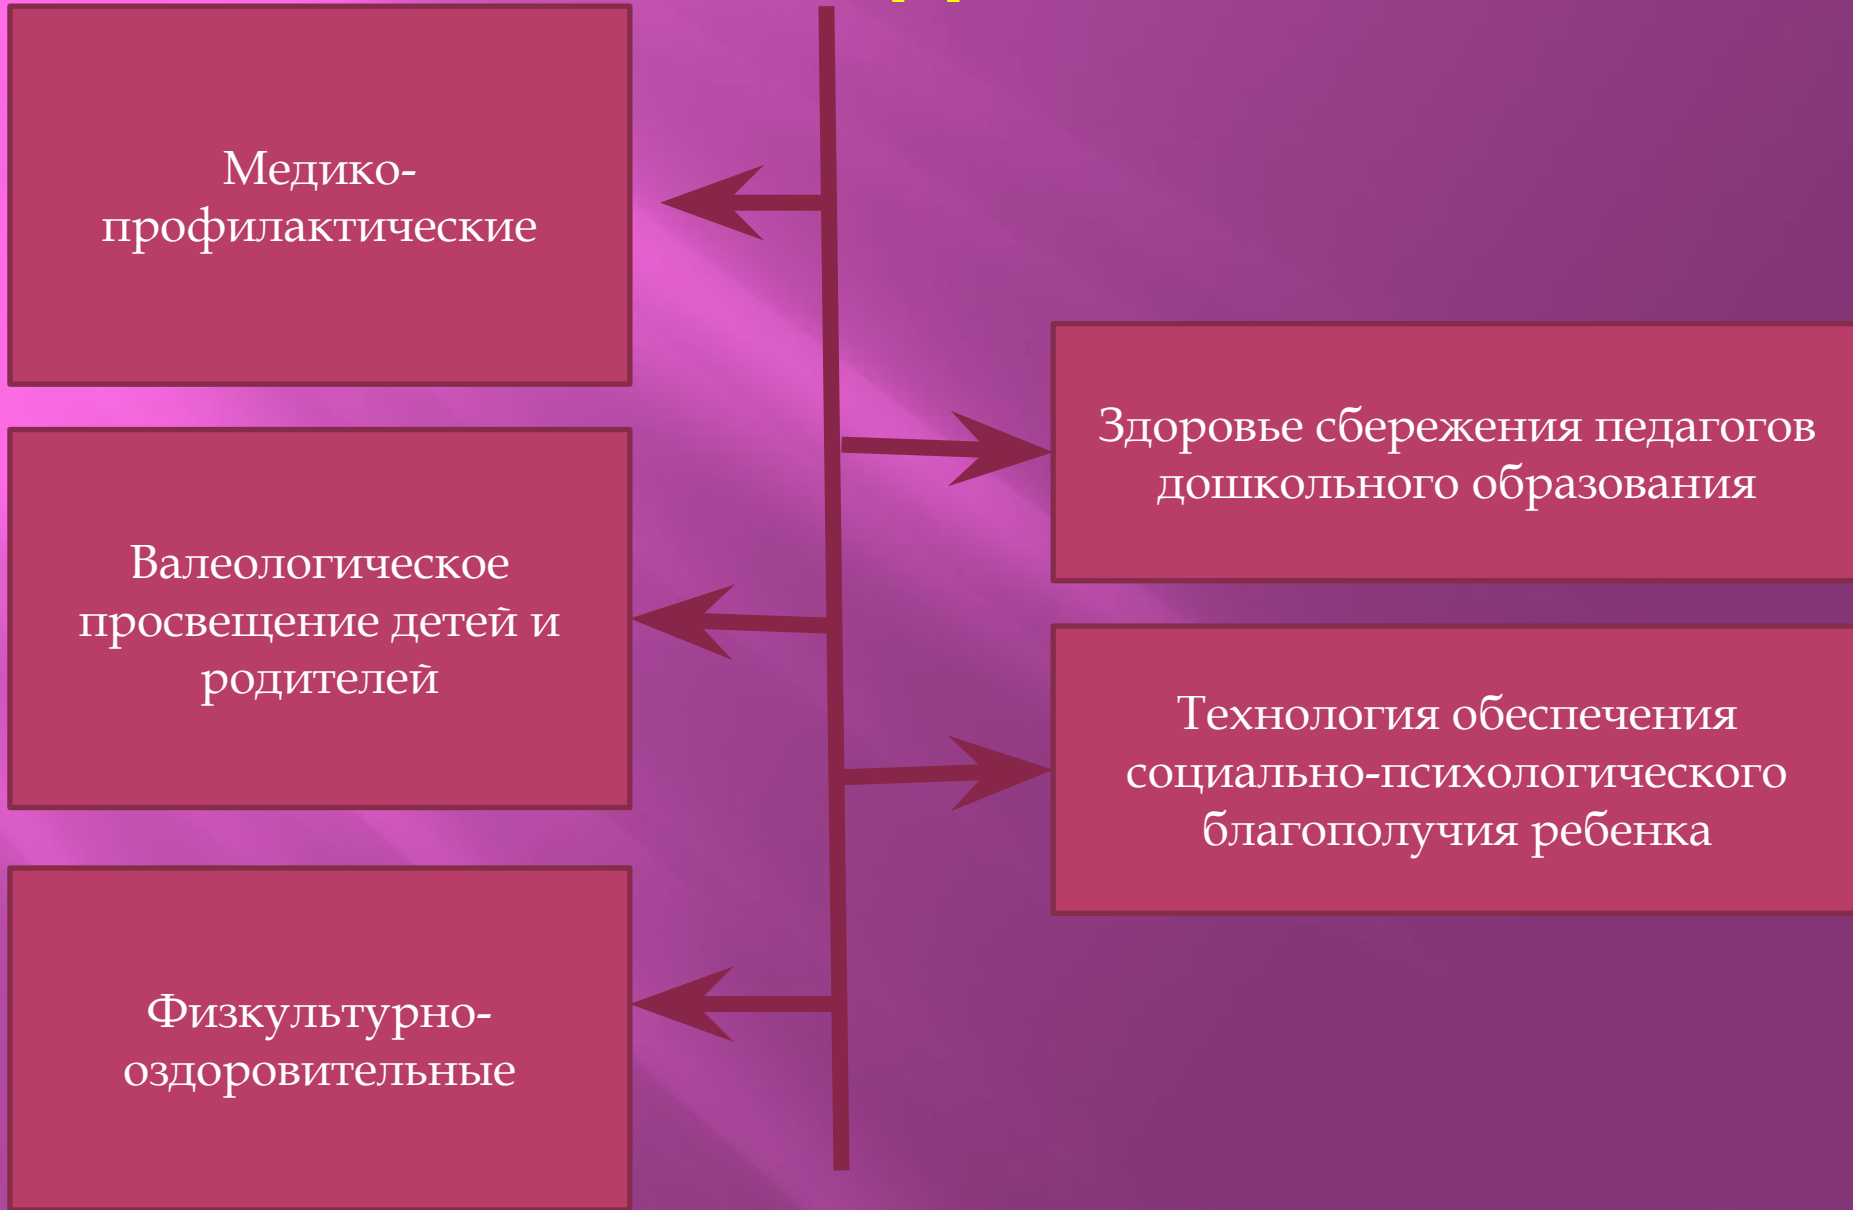 Медико-
профилактические
Здоровье сбережения педагогов
дошкольного образования
Валеологическое
просвещение детей и
родителей
Технология обеспечения
социально-психологического
благополучия ребенка
Физкультурно-
оздоровительные